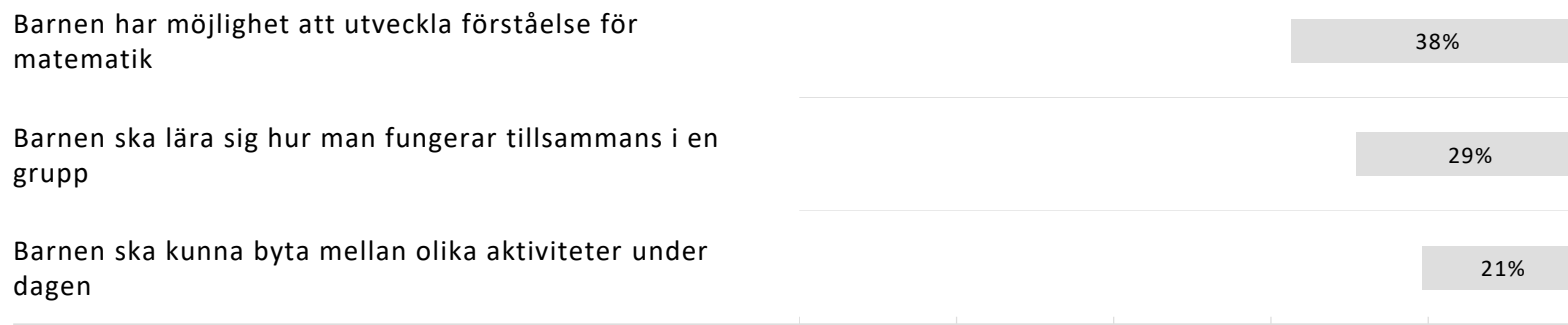 Barnen har möjlighet att utveckla förståelse för
matematik
38%
Barnen ska lära sig hur man fungerar tillsammans i en
grupp
29%
Barnen ska kunna byta mellan olika aktiviteter under
dagen
21%